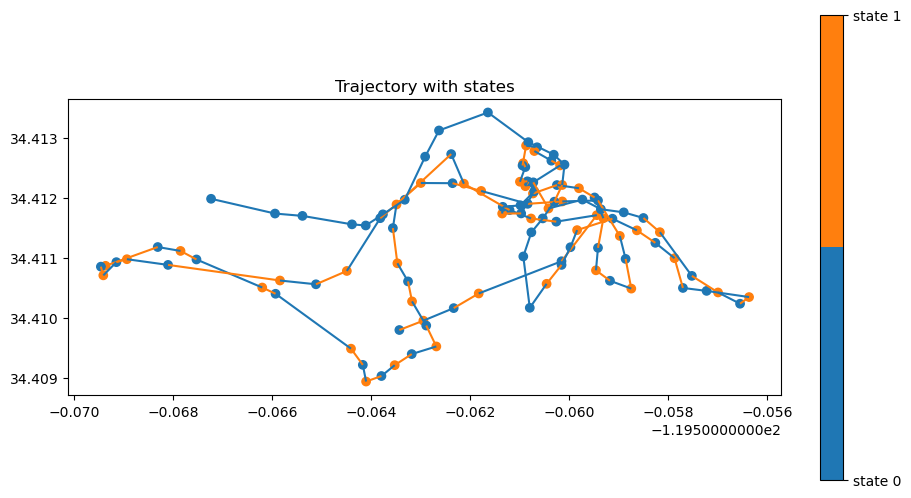 state 1
Trajectory with states
34.413
34.412
34.411
34.410
34.409
−0.070 −0.068 −0.066 −0.064 −0.062 −0.060 −0.058 −0.056
−1.1950000000e2
state 0